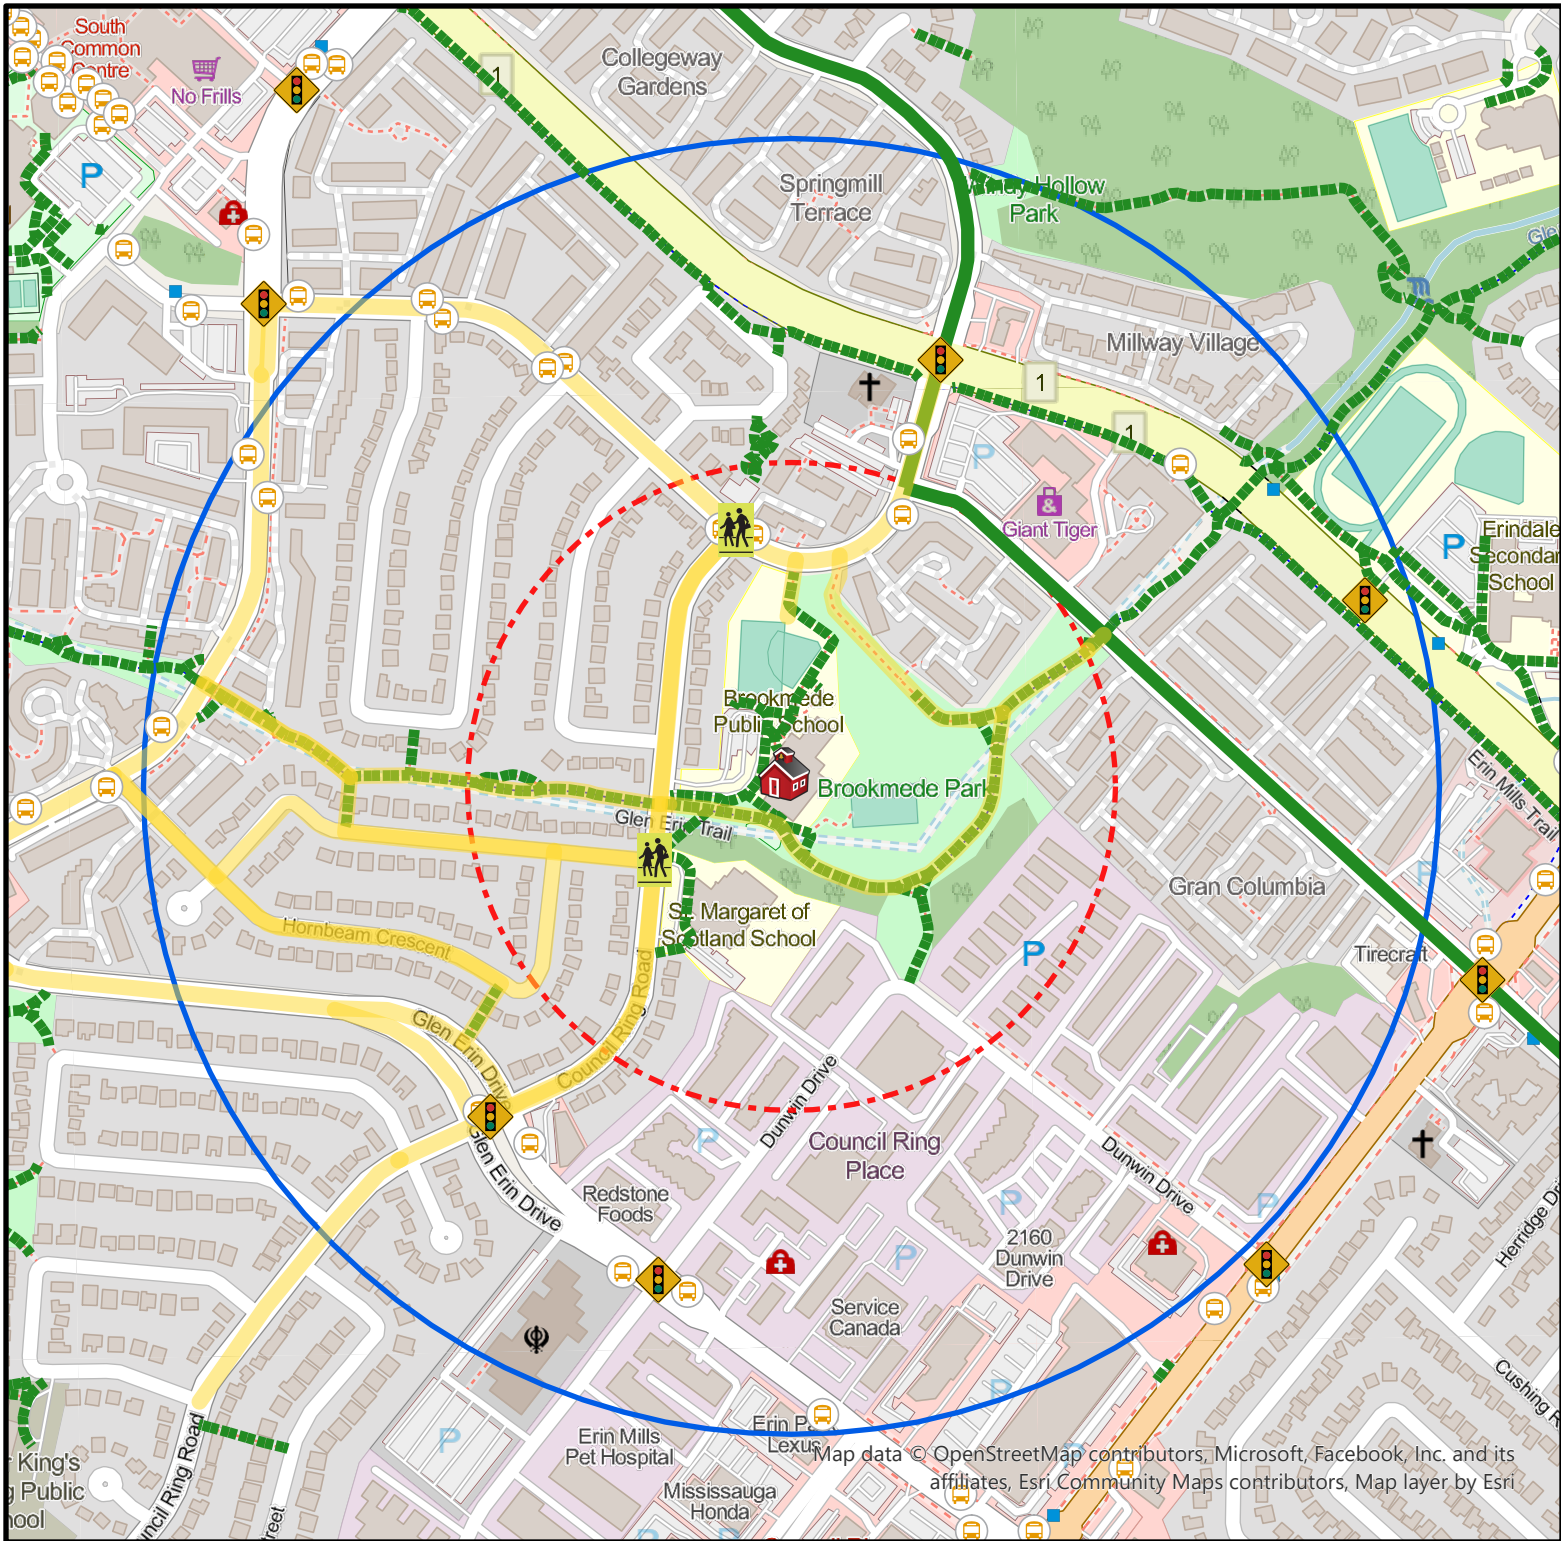 South
Common
Centre
No Frills
P
1
Collegeway
Gardens
Springmill
Terrace
Windy Hollow
Park
Millway Village
1
1
P
Giant Tiger
P
Erindale
Secondar
School
Brookmede
Public School
Brookmede Park
Glen Erin Trail
Erin Mills Trail
P
Gran Columbia
St. Margaret of
Scotland School
Hornbeam Crescent
P
Tirecraft
Glen Erin Drive
Council Ring Road
Dunwin Drive
Glen Erin Drive
P
Council Ring
Place
Dunwin Drive
Redstone
Foods
P
P
P
2160
Dunwin
Drive
Herridge Dr
Service
Canada
P
Cushing R
Erin Mills
Pet Hospital
P
Mississauga
Honda
P
P
King's
Public
ool
uncil Ring Road
reet
Map data © OpenStreetMap contributors, Microsoft, Facebook, Inc. and its
affiliates, Esri Community Maps contributors, Map layer by Esri